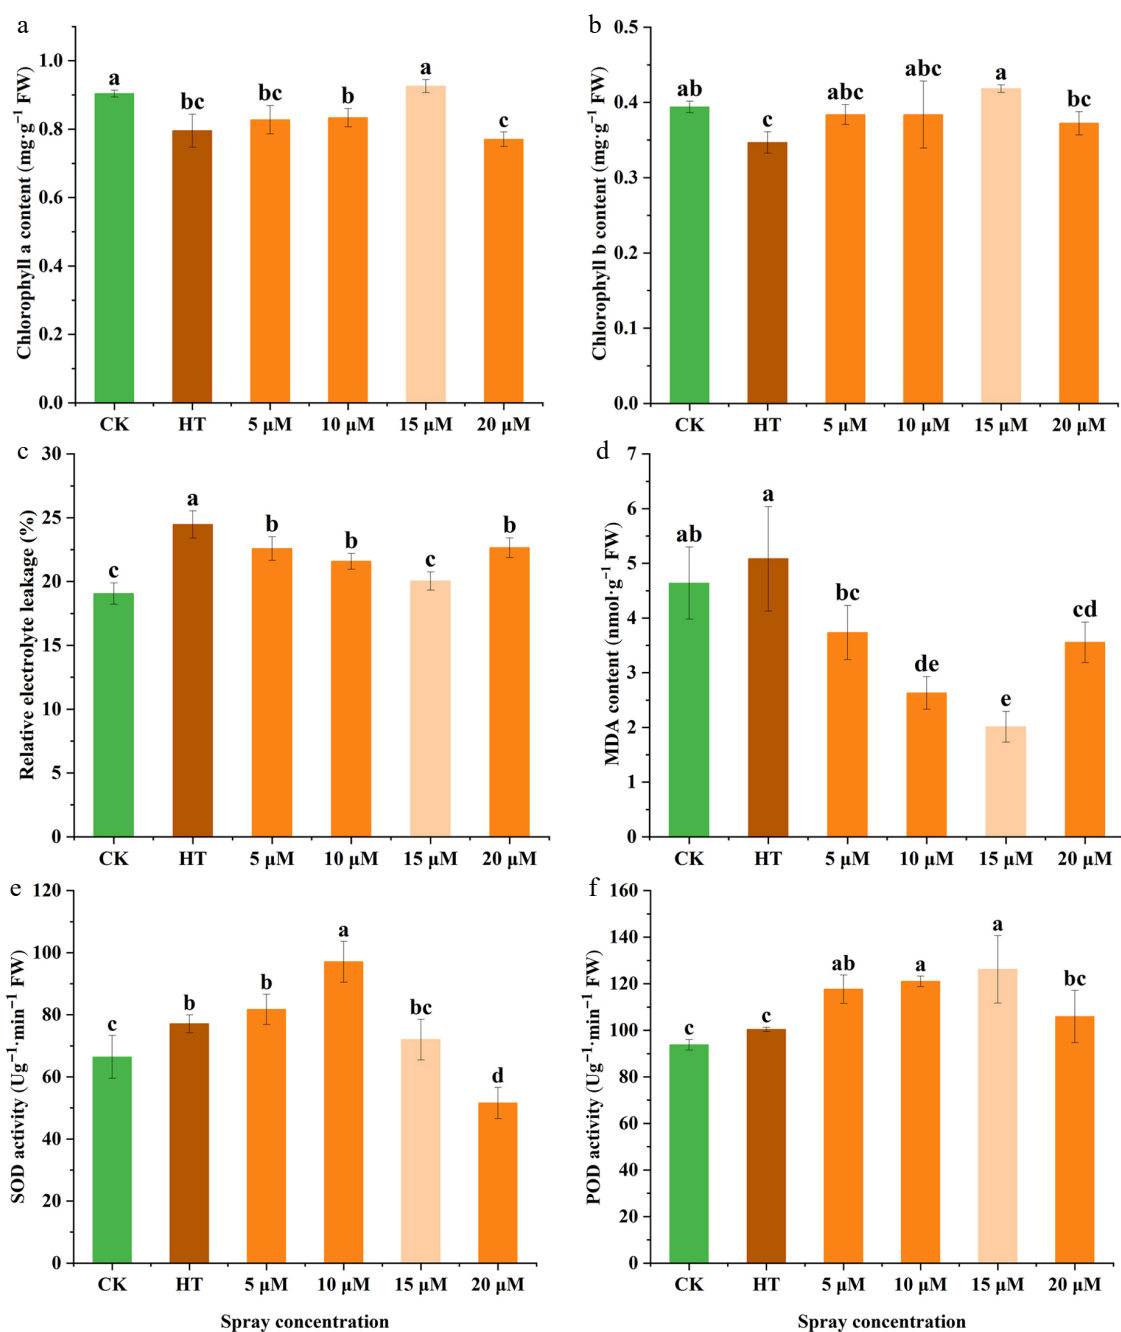 a
Chlorophyll a content (mg·g⁻¹ FW)
1.0
0.8
0.6
0.4
0.2
0.0
a
bc
bc
b
a
c
CK HT 5 μM 10 μM 15 μM 20 μM
b
Chlorophyll b content (mg·g⁻¹ FW)
0.5
0.4
0.3
0.2
0.1
0.0
ab
c
abc
abc
a
bc
CK HT 5 μM 10 μM 15 μM 20 μM
c
Relative electrolyte leakage (%)
30
25
20
15
10
5
0
c
a
b
b
c
b
CK HT 5 μM 10 μM 15 μM 20 μM
d
MDA content (nmol·g⁻¹ FW)
7
6
5
4
3
2
1
0
ab
a
bc
de
e
cd
CK HT 5 μM 10 μM 15 μM 20 μM
e
SOD activity (Ug⁻¹·min⁻¹ FW)
120
100
80
60
40
20
0
c
b
b
a
bc
d
CK HT 5 μM 10 μM 15 μM 20 μM
Spray concentration
f
POD activity (Ug⁻¹·min⁻¹ FW)
160
140
120
100
80
60
40
20
0
c
c
ab
a
a
bc
CK HT 5 μM 10 μM 15 μM 20 μM
Spray concentration